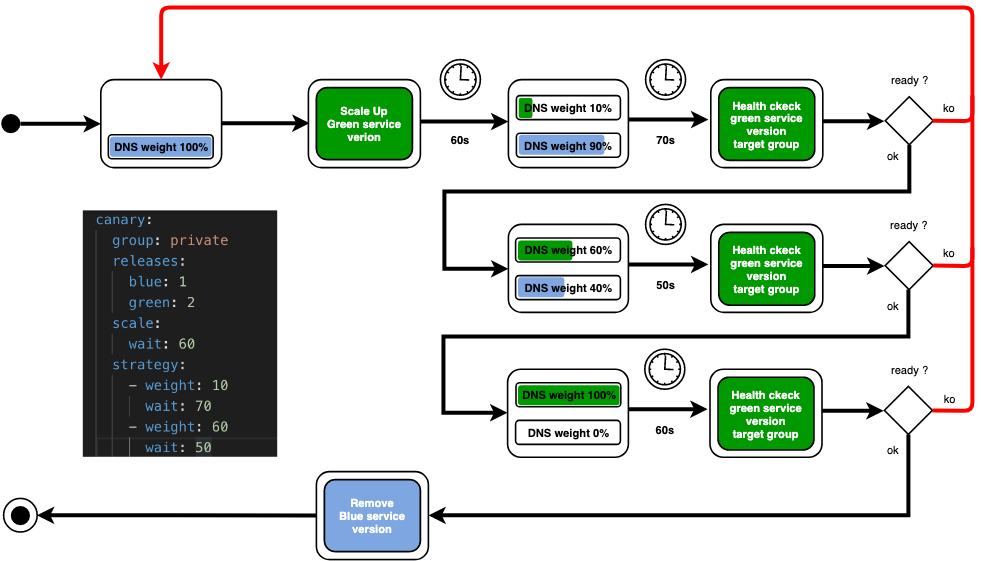 ready ?
DNS weight 100%
Scale Up
Green service
verion
60s
DNS weight 10%
DNS weight 90%
70s
Health ckeck
green service
version
target group
ko
ok
canary:
group: private
releases:
blue: 1
green: 2
scale:
wait: 60
strategy:
- weight: 10
wait: 70
- weight: 60
wait: 50
ready ?
DNS weight 60%
DNS weight 40%
50s
Health ckeck
green service
version
target group
ko
ok
ready ?
DNS weight 100%
DNS weight 0%
60s
Health ckeck
green service
version
target group
ko
ok
Remove
Blue service
version